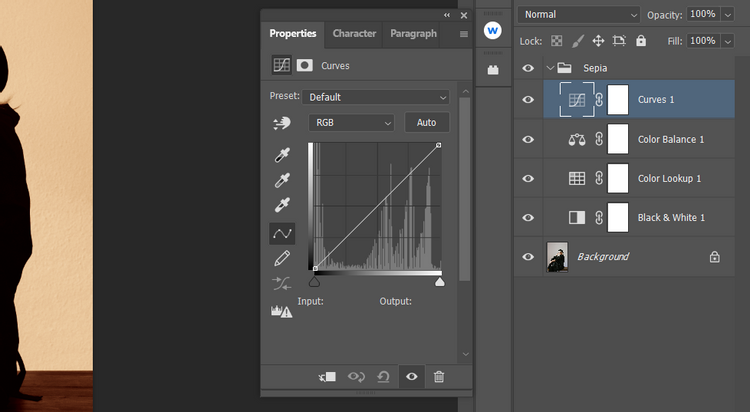 Properties Character Paragraph
Curves
Preset: Default
RGB Auto
Input: Output:
W
Normal Opacity: 100%
Lock: Fill: 100%
Sepia
Curves 1
Color Balance 1
Color Lookup 1
Black & White 1
Background